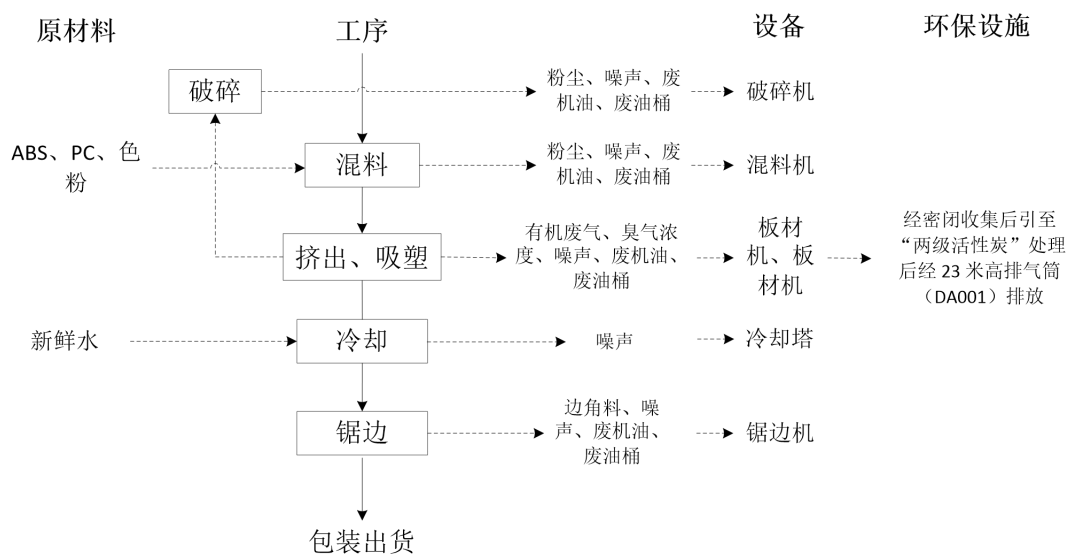 原材料
工序
设备
环保设施
破碎
粉尘、噪声、废
机油、废油桶
破碎机
ABS、PC、色
粉
混料
粉尘、噪声、废
机油、废油桶
混料机
挤出、吸塑
有机废气、臭气浓
度、噪声、废机油、
废油桶
板材
机、板
材机
经密闭收集后引至
“两级活性炭”处理
后经 23 米高排气筒
（DA001）排放
新鲜水
冷却
噪声
冷却塔
锯边
边角料、噪
声、废机油、
废油桶
锯边机
包装出货